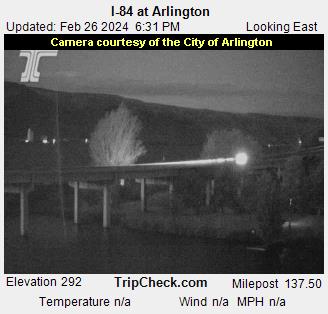 I-84 at Arlington
Updated: Feb 26 2024 6:31 PM Looking East
Camera courtesy of the City of Arlington
Elevation 292 TripCheck.com Milepost 137.50
Temperature n/a Wind n/a MPH n/a